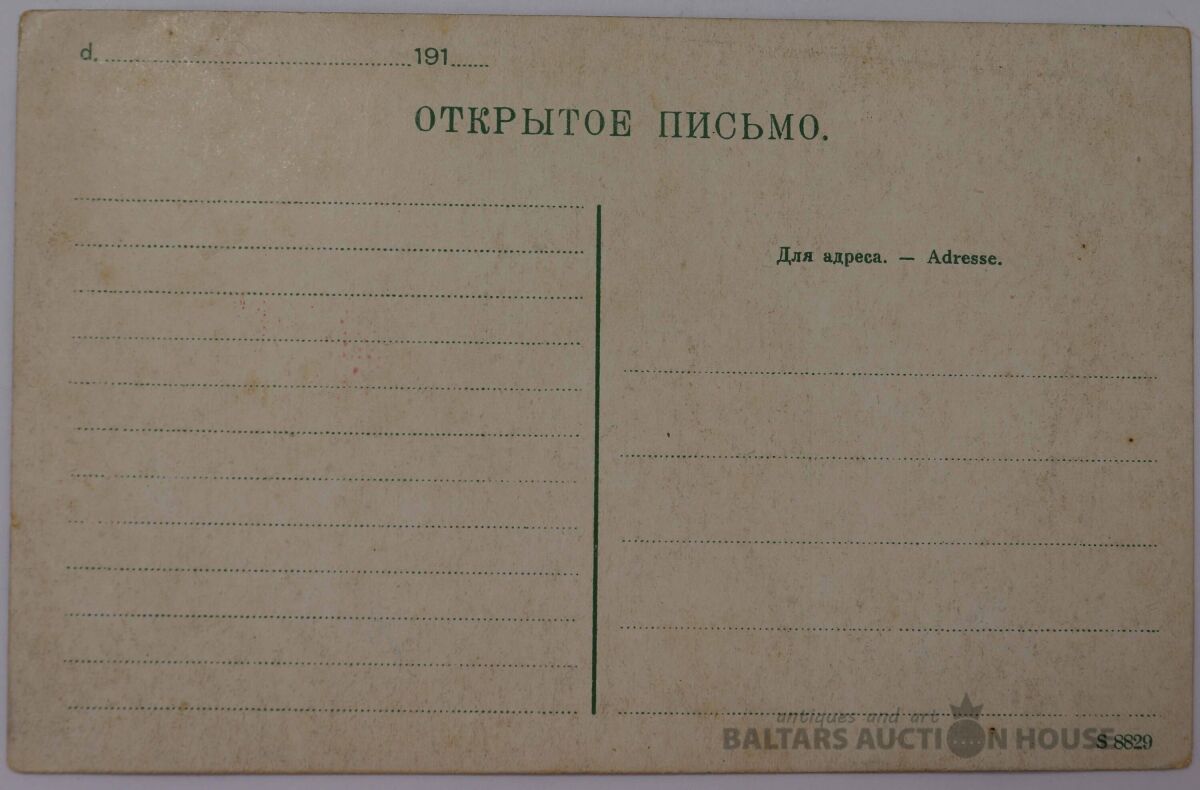 d. 191
ОТКРЫТОЕ ПИСЬМО.
Для адреса. — Adresse.
antiques and art
BALTARS AUCTION HOUSE
S 8829